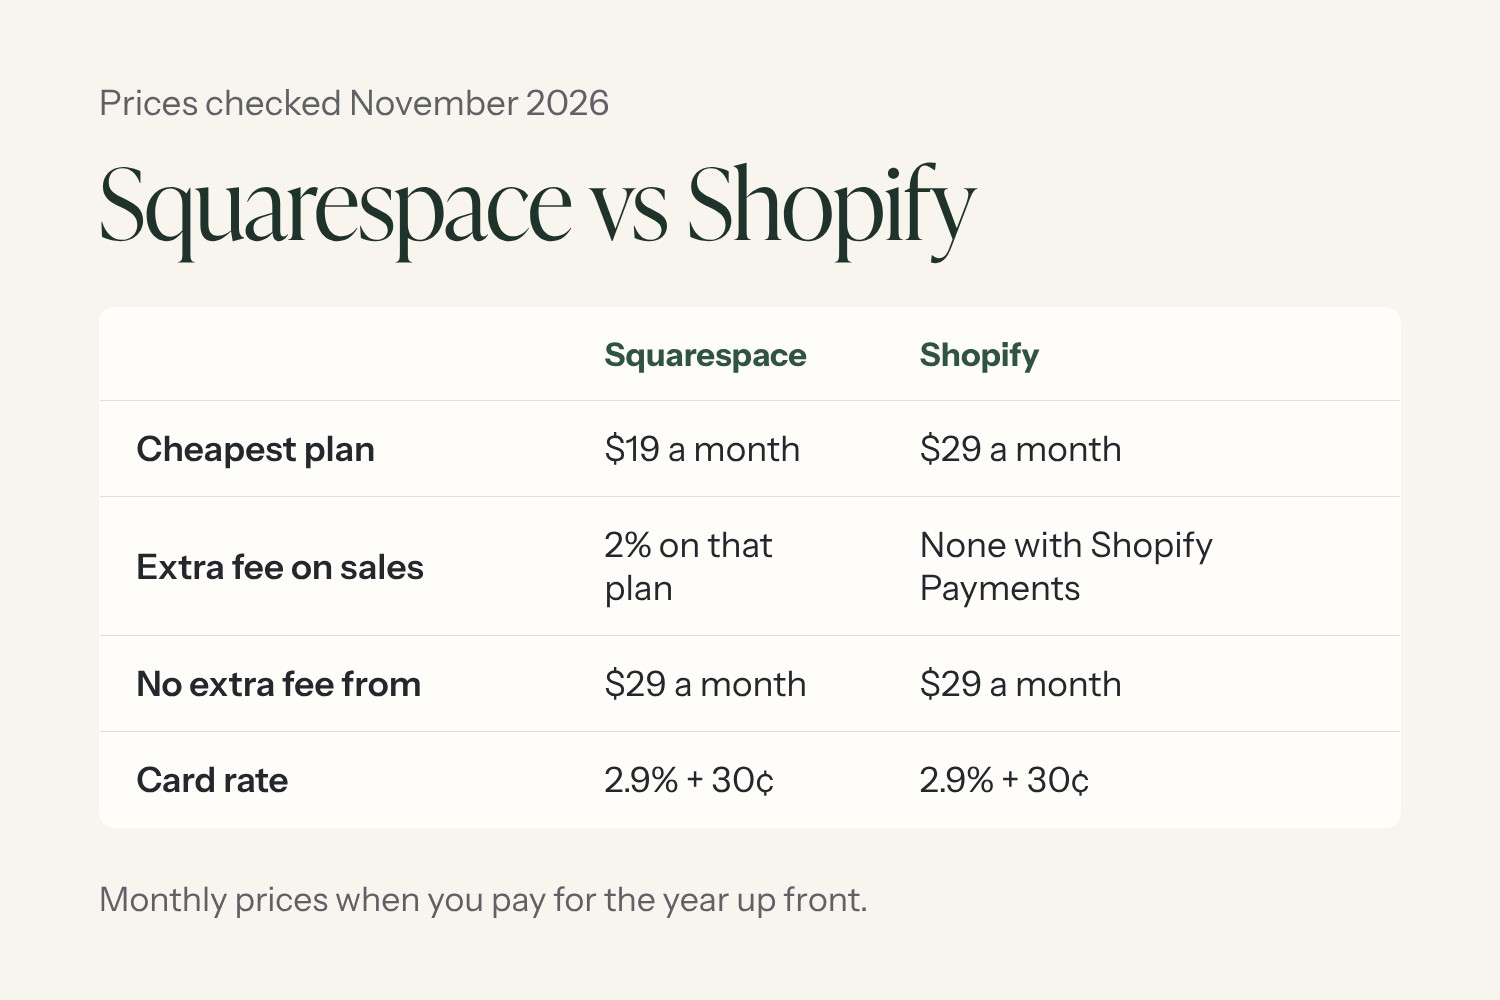 Prices checked November 2026
Squarespace vs Shopify
Squarespace Shopify
Cheapest plan $19 a month $29 a month
Extra fee on sales 2% on that plan None with Shopify Payments
No extra fee from $29 a month $29 a month
Card rate 2.9% + 30¢ 2.9% + 30¢
Monthly prices when you pay for the year up front.